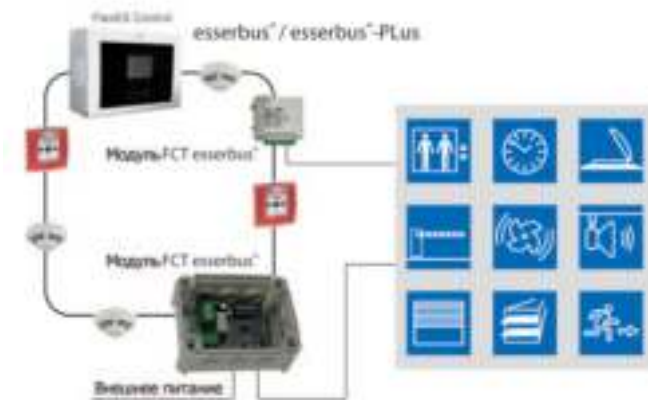 FlexES Control
esserbus® / esserbus®-PLus
Модуль FCT esserbus®
Модуль FCT esserbus®
Внешнее питание